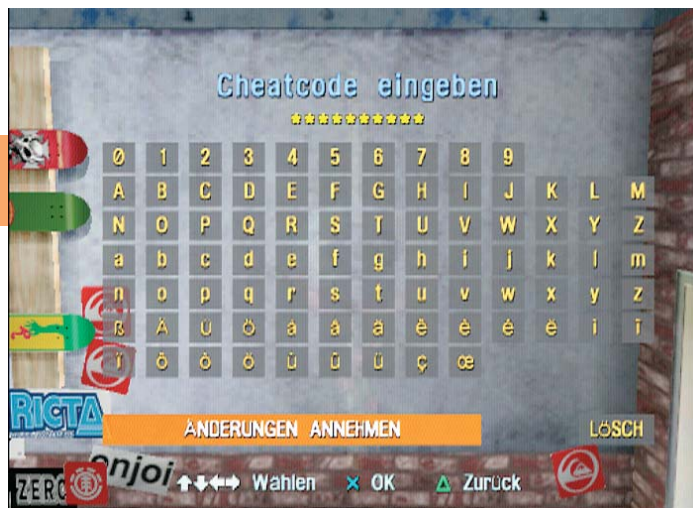 Cheatcode eingeben
**********
0 1 2 3 4 5 6 7 8 9
A B C D E F G H I J K L M
N O P Q R S T U V W X Y Z
a b c d e f g h i j k l m
n o p q r s t u v w x y z
ß Ä Ü Ö
ç œ
ÄNDERUNGEN ANNEHMEN LÖSCH
RICTA
enjoi
ZERO
Wählen OK Zurück